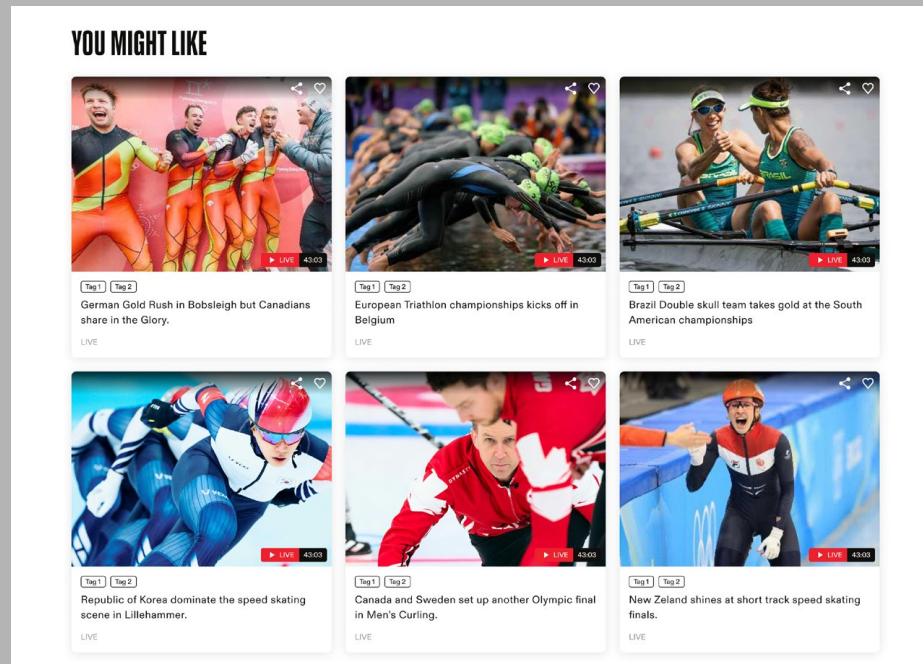 YOU MIGHT LIKE
LIVE 43:03
Tag 1 Tag 2
German Gold Rush in Bobsleigh but Canadians
share in the Glory.
LIVE
BRASIL
LIVE 43:03
Tag 1 Tag 2
European Triathlon championships kicks off in
Belgium
LIVE
LIVE 43:03
Tag 1 Tag 2
Brazil Double skull team takes gold at the South
American championships
LIVE
LIVE 43:03
Tag 1 Tag 2
Republic of Korea dominate the speed skating
scene in Lillehammer.
LIVE
DYNASTY
LIVE 43:03
Tag 1 Tag 2
Canada and Sweden set up another Olympic final
in Men's Curling.
LIVE
LIVE 43:03
Tag 1 Tag 2
New Zeland shines at short track speed skating
finals.
LIVE